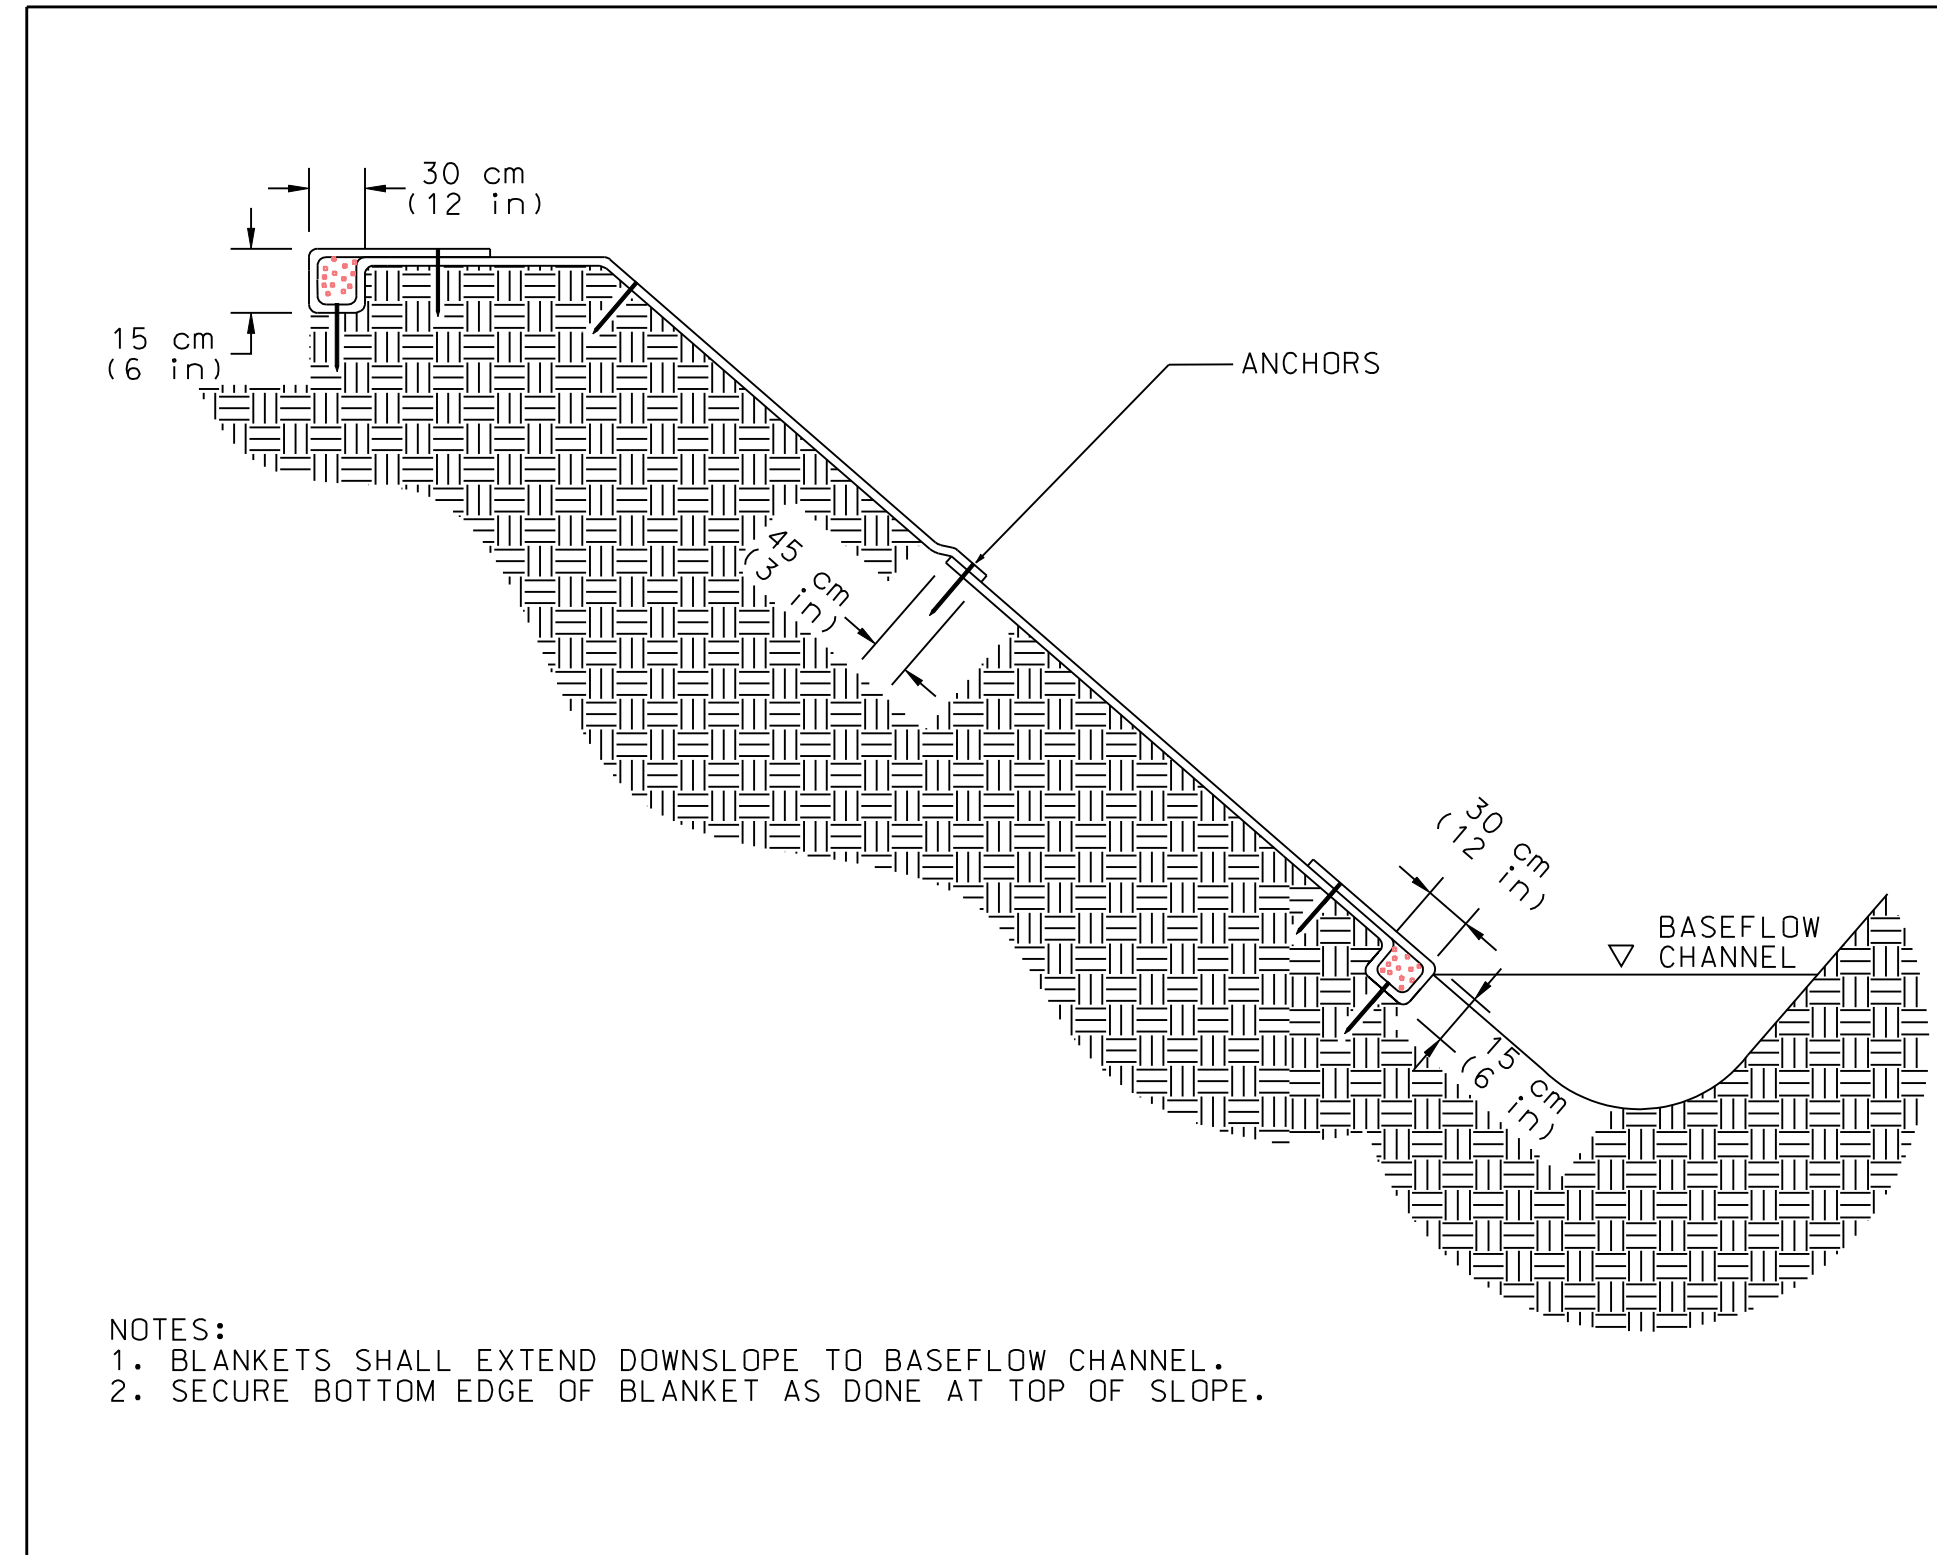 30 cm
(12 in)
15 cm
(6 in)
ANCHORS
45 cm
(3 in)
30 cm
(12 in)
BASEFLOW
CHANNEL
15 cm
(6 in)
NOTES:
1. BLANKETS SHALL EXTEND DOWNSLOPE TO BASEFLOW CHANNEL.
2. SECURE BOTTOM EDGE OF BLANKET AS DONE AT TOP OF SLOPE.